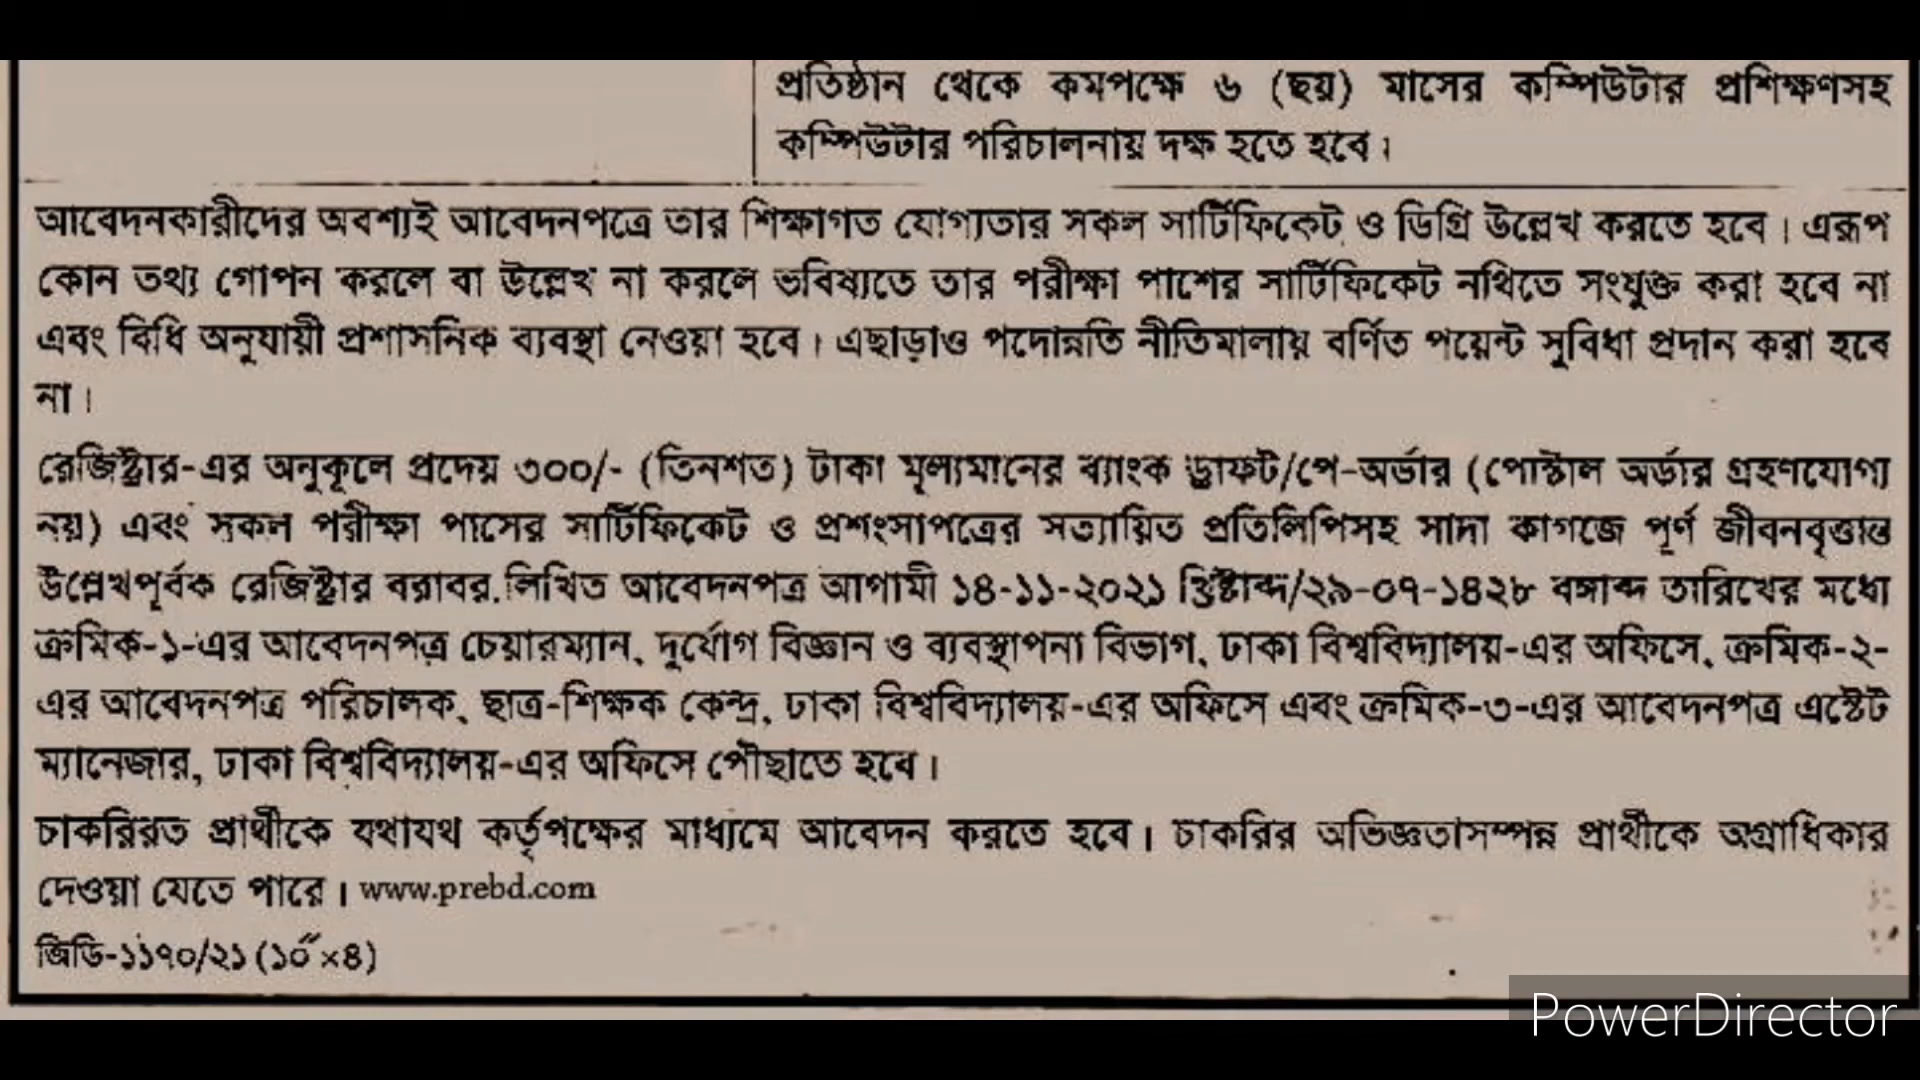 প্রতিষ্ঠান থেকে কমপক্ষে ৬ (ছয়) মাসের কম্পিউটার প্রশিক্ষণসহ
কম্পিউটার পরিচালনায় দক্ষ হতে হবে।
আবেদনকারীদের অবশ্যই আবেদনপত্রে তার শিক্ষাগত যোগ্যতার সকল সার্টিফিকেট ও ডিগ্রি উল্লেখ করতে হবে। এরূপ
কোন তথ্য গোপন করলে বা উল্লেখ না করলে ভবিষ্যতে তার পরীক্ষা পাশের সার্টিফিকেট নথিতে সংযুক্ত করা হবে না
এবং বিধি অনুযায়ী প্রশাসনিক ব্যবস্থা নেওয়া হবে। এছাড়াও পদোন্নতি নীতিমালায় বর্ণিত পয়েন্ট সুবিধা প্রদান করা হবে
না।
রেজিস্ট্রার-এর অনুকূলে প্রদেয় ৩০০/- (তিনশত) টাকা মূল্যমানের ব্যাংক ড্রাফট/পে-অর্ডার (পোস্টাল অর্ডার গ্রহণযোগ্য
নয়) এবং সকল পরীক্ষা পাসের সার্টিফিকেট ও প্রশংসাপত্রের সত্যায়িত প্রতিলিপিসহ সাদা কাগজে পূর্ণ জীবনবৃত্তান্ত
উল্লেখপূর্বক রেজিস্ট্রার বরাবর লিখিত আবেদনপত্র আগামী ১৪-১১-২০২১ খ্রিষ্টাব্দ/২৯-০৭-১৪২৮ বঙ্গাব্দ তারিখের মধ্যে
ক্রমিক-১-এর আবেদনপত্র চেয়ারম্যান, দুর্যোগ বিজ্ঞান ও ব্যবস্থাপনা বিভাগ, ঢাকা বিশ্ববিদ্যালয়-এর অফিসে, ক্রমিক-২-
এর আবেদনপত্র পরিচালক, ছাত্র-শিক্ষক কেন্দ্র, ঢাকা বিশ্ববিদ্যালয়-এর অফিসে এবং ক্রমিক-৩-এর আবেদনপত্র এস্টেট
ম্যানেজার, ঢাকা বিশ্ববিদ্যালয়-এর অফিসে পৌছাতে হবে।
চাকরিরত প্রার্থীকে যথাযথ কর্তৃপক্ষের মাধ্যমে আবেদন করতে হবে। চাকরির অভিজ্ঞতাসম্পন্ন প্রার্থীকে অগ্রাধিকার
দেওয়া যেতে পারে। www.prebd.com
জিডি-১১৭০/২১ (১০″×৪)
PowerDirector